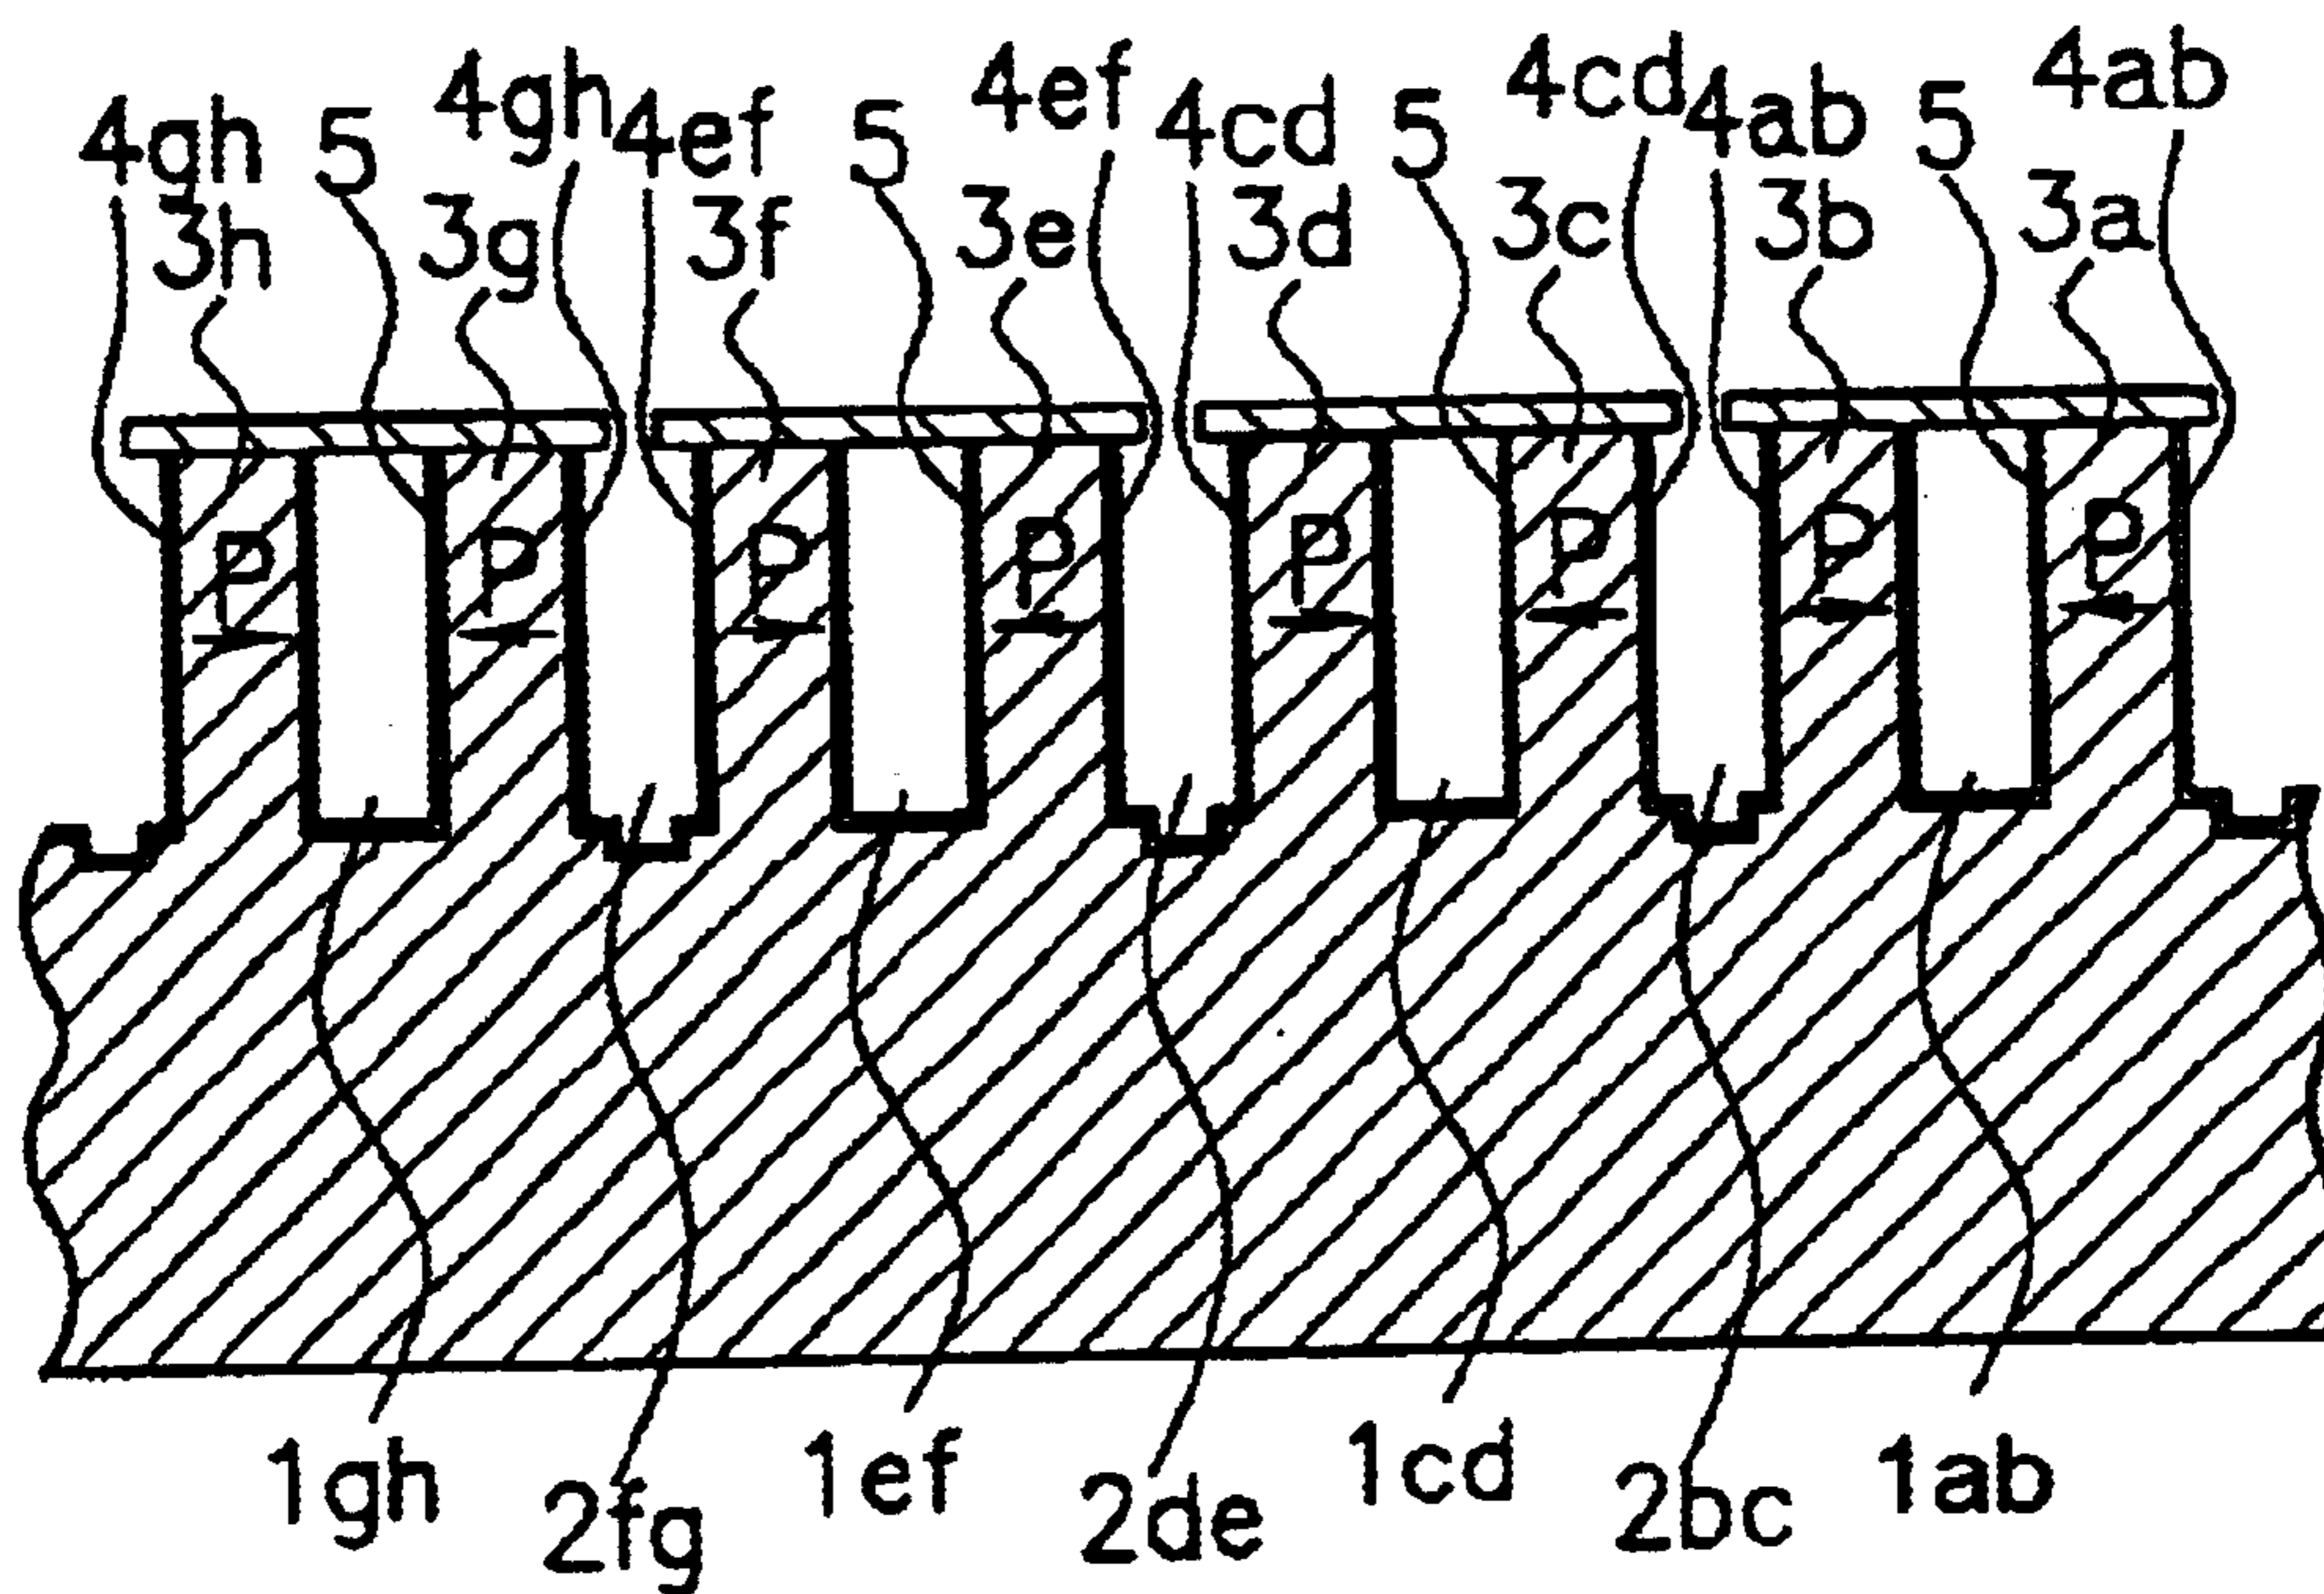 4gh 5 4gh 4ef 5 4ef 4cd 5 4cd 4ab 5 4ab
3h 3g 3f 3e 3d 3c 3b 3a
P P P P P P P P
1gh 1ef 1cd 1ab
2fg 2de 2bc